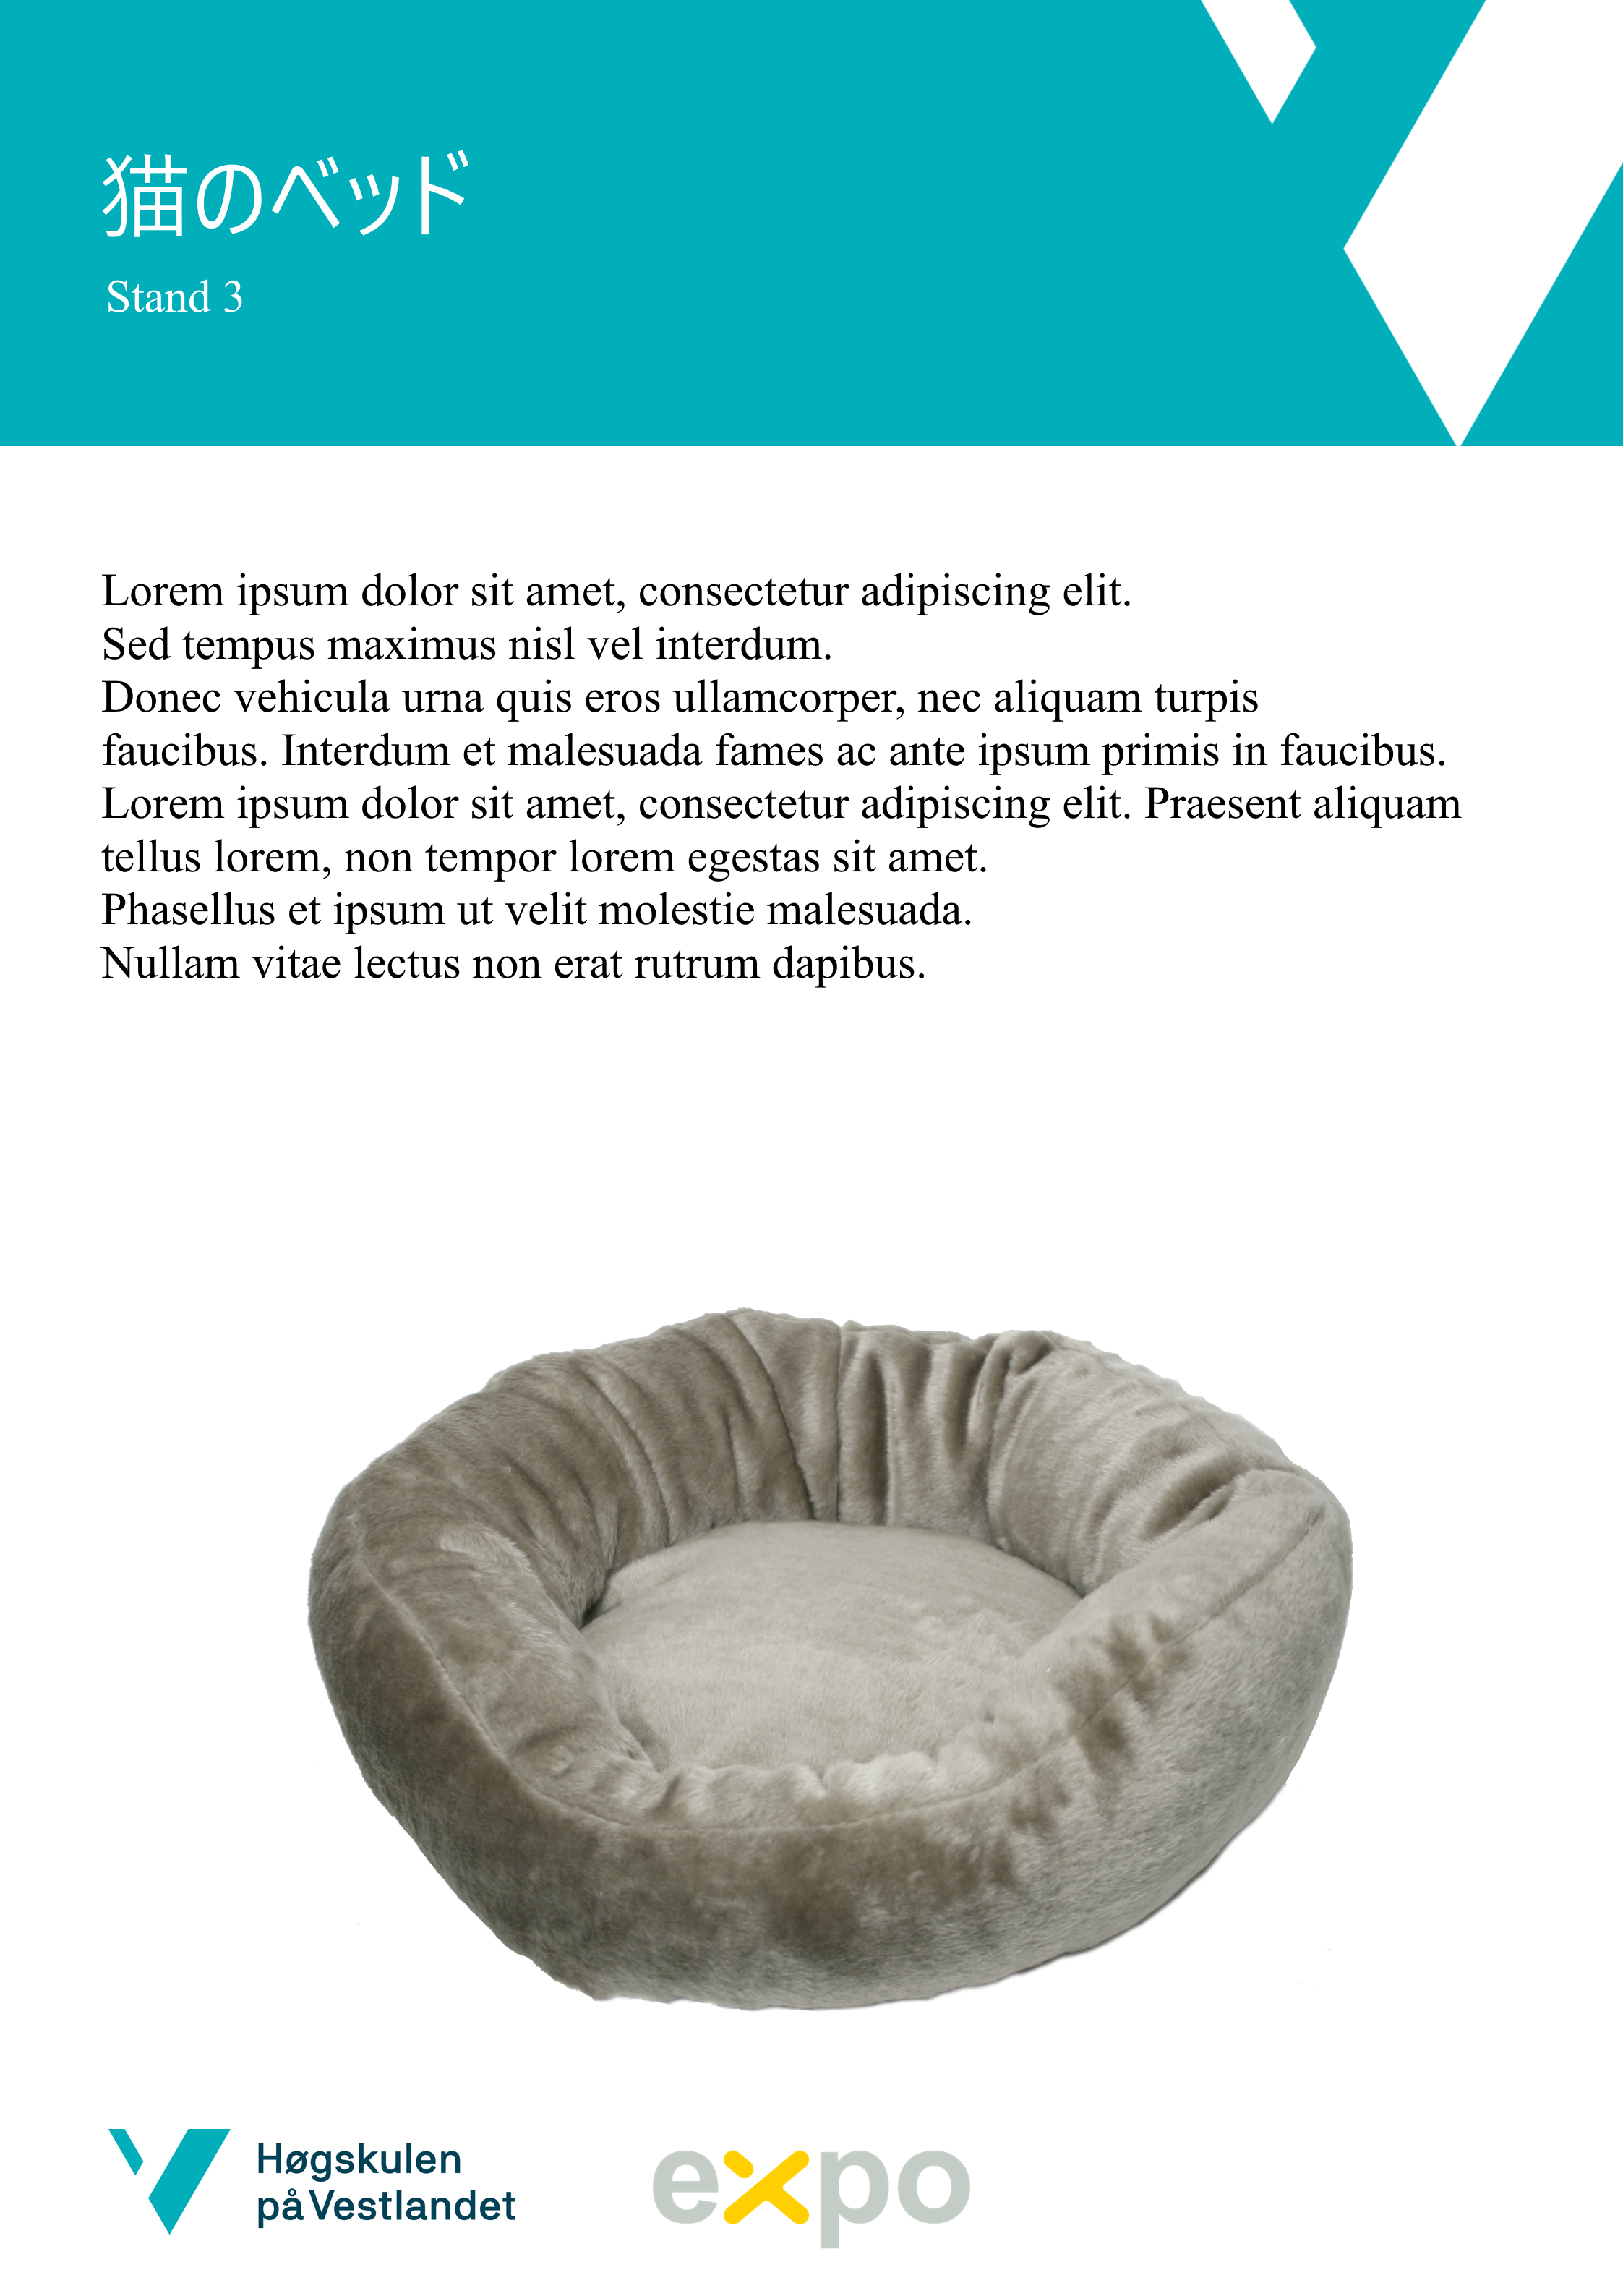 猫のベッド
Stand 3
Lorem ipsum dolor sit amet, consectetur adipiscing elit.
Sed tempus maximus nisl vel interdum.
Donec vehicula urna quis eros ullamcorper, nec aliquam turpis
faucibus. Interdum et malesuada fames ac ante ipsum primis in faucibus.
Lorem ipsum dolor sit amet, consectetur adipiscing elit. Praesent aliquam
tellus lorem, non tempor lorem egestas sit amet.
Phasellus et ipsum ut velit molestie malesuada.
Nullam vitae lectus non erat rutrum dapibus.
Høgskulen
på Vestlandet
expo